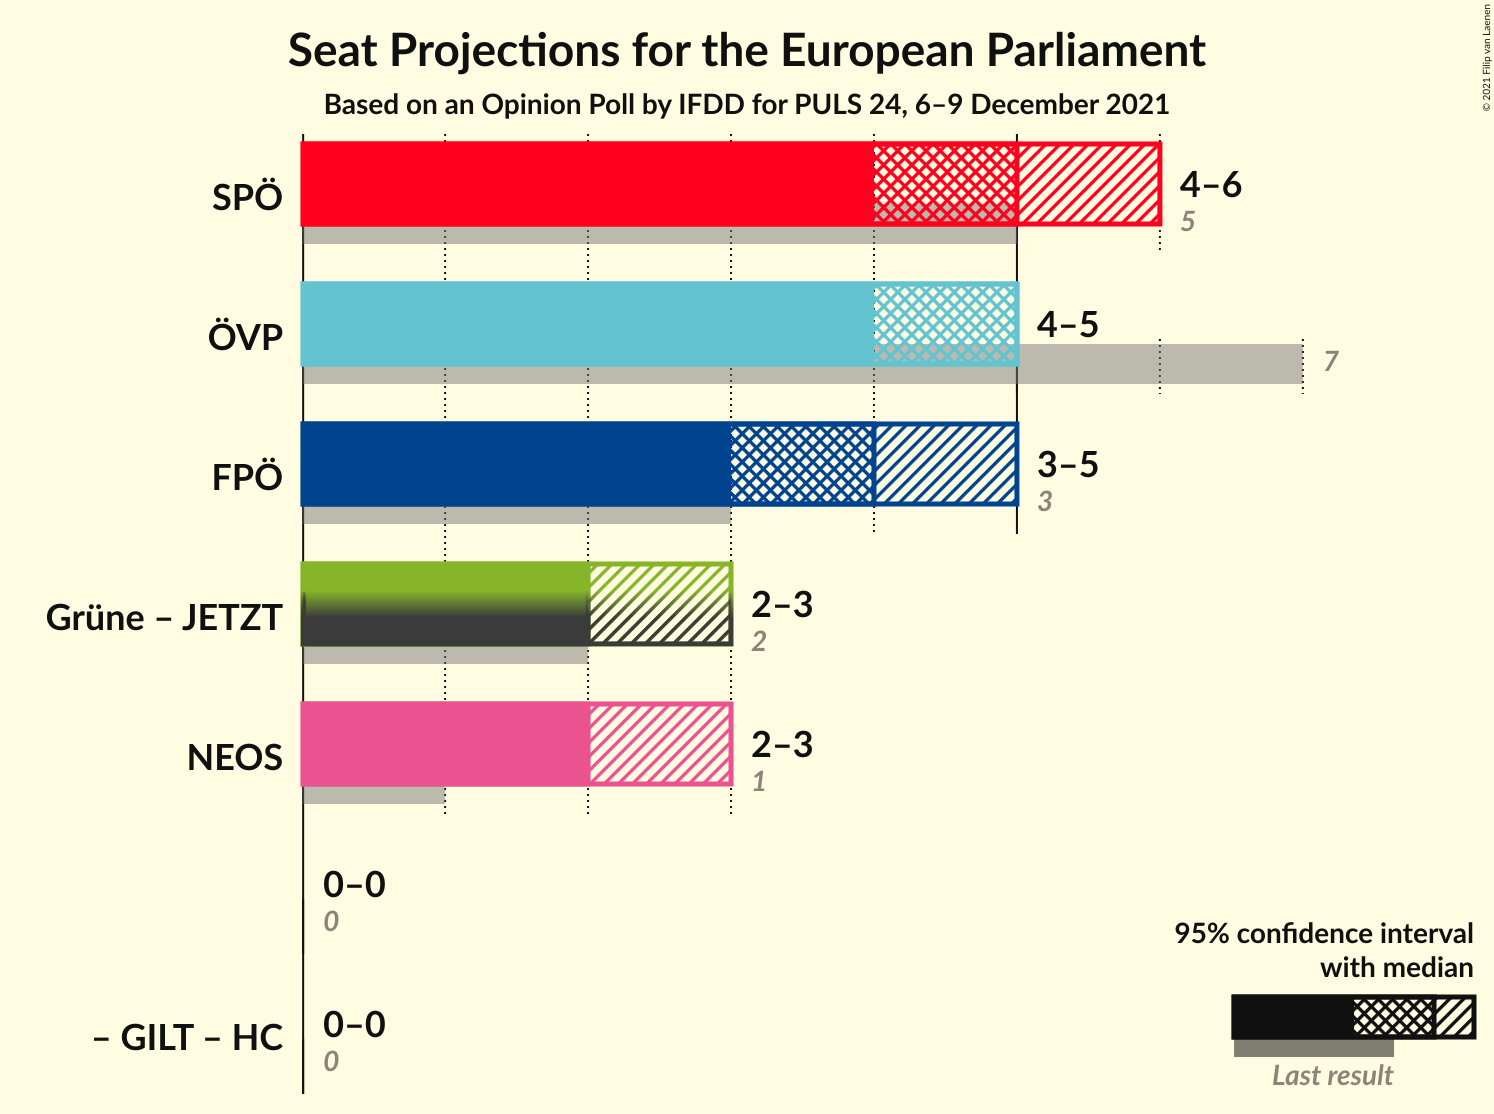 Seat Projections for the European Parliament
Based on an Opinion Poll by IFDD for PULS 24, 6–9 December 2021
© 2021 Filip van Laenen
SPÖ
4–6
5
ÖVP
4–5
7
FPÖ
3–5
3
Grüne – JETZT
2–3
2
NEOS
2–3
1
0–0
0
– GILT – HC
0–0
0
95% confidence interval
with median
Last result